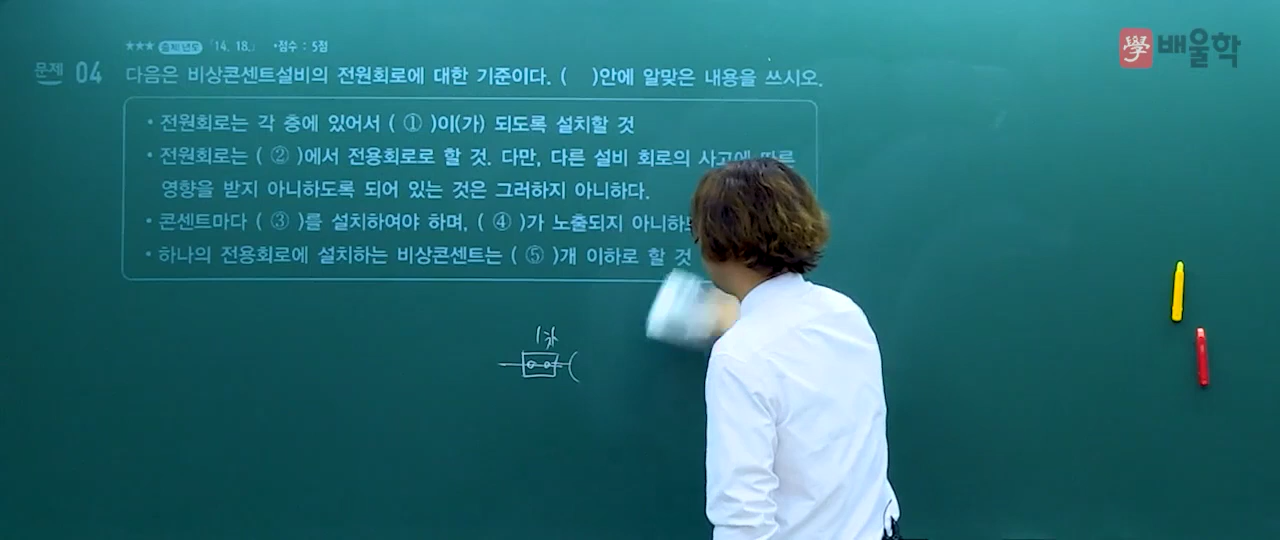 ★★★ 출제년도 「14. 18.」 •점수 : 5점
學 배울학
문제 04 다음은 비상콘센트설비의 전원회로에 대한 기준이다. ( )안에 알맞은 내용을 쓰시오.
• 전원회로는 각 층에 있어서 ( ① )이(가) 되도록 설치할 것
• 전원회로는 ( ② )에서 전용회로로 할 것. 다만, 다른 설비 회로의 사고에 따른
영향을 받지 아니하도록 되어 있는 것은 그러하지 아니하다.
• 콘센트마다 ( ③ )를 설치하여야 하며, ( ④ )가 노출되지 아니하
• 하나의 전용회로에 설치하는 비상콘센트는 ( ⑤ )개 이하로 할 것